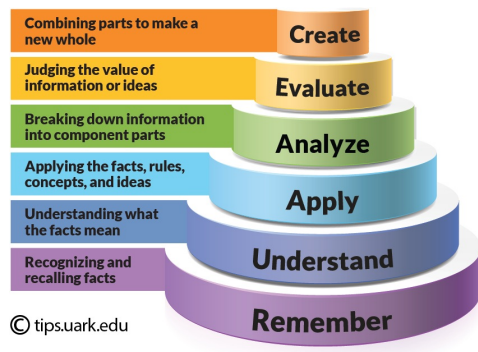 Combining parts to make a
new whole
Create
Judging the value of
information or ideas
Evaluate
Breaking down information
into component parts
Analyze
Applying the facts, rules,
concepts, and ideas
Apply
Understanding what
the facts mean
Understand
Recognizing and
recalling facts
Remember
© tips.uark.edu